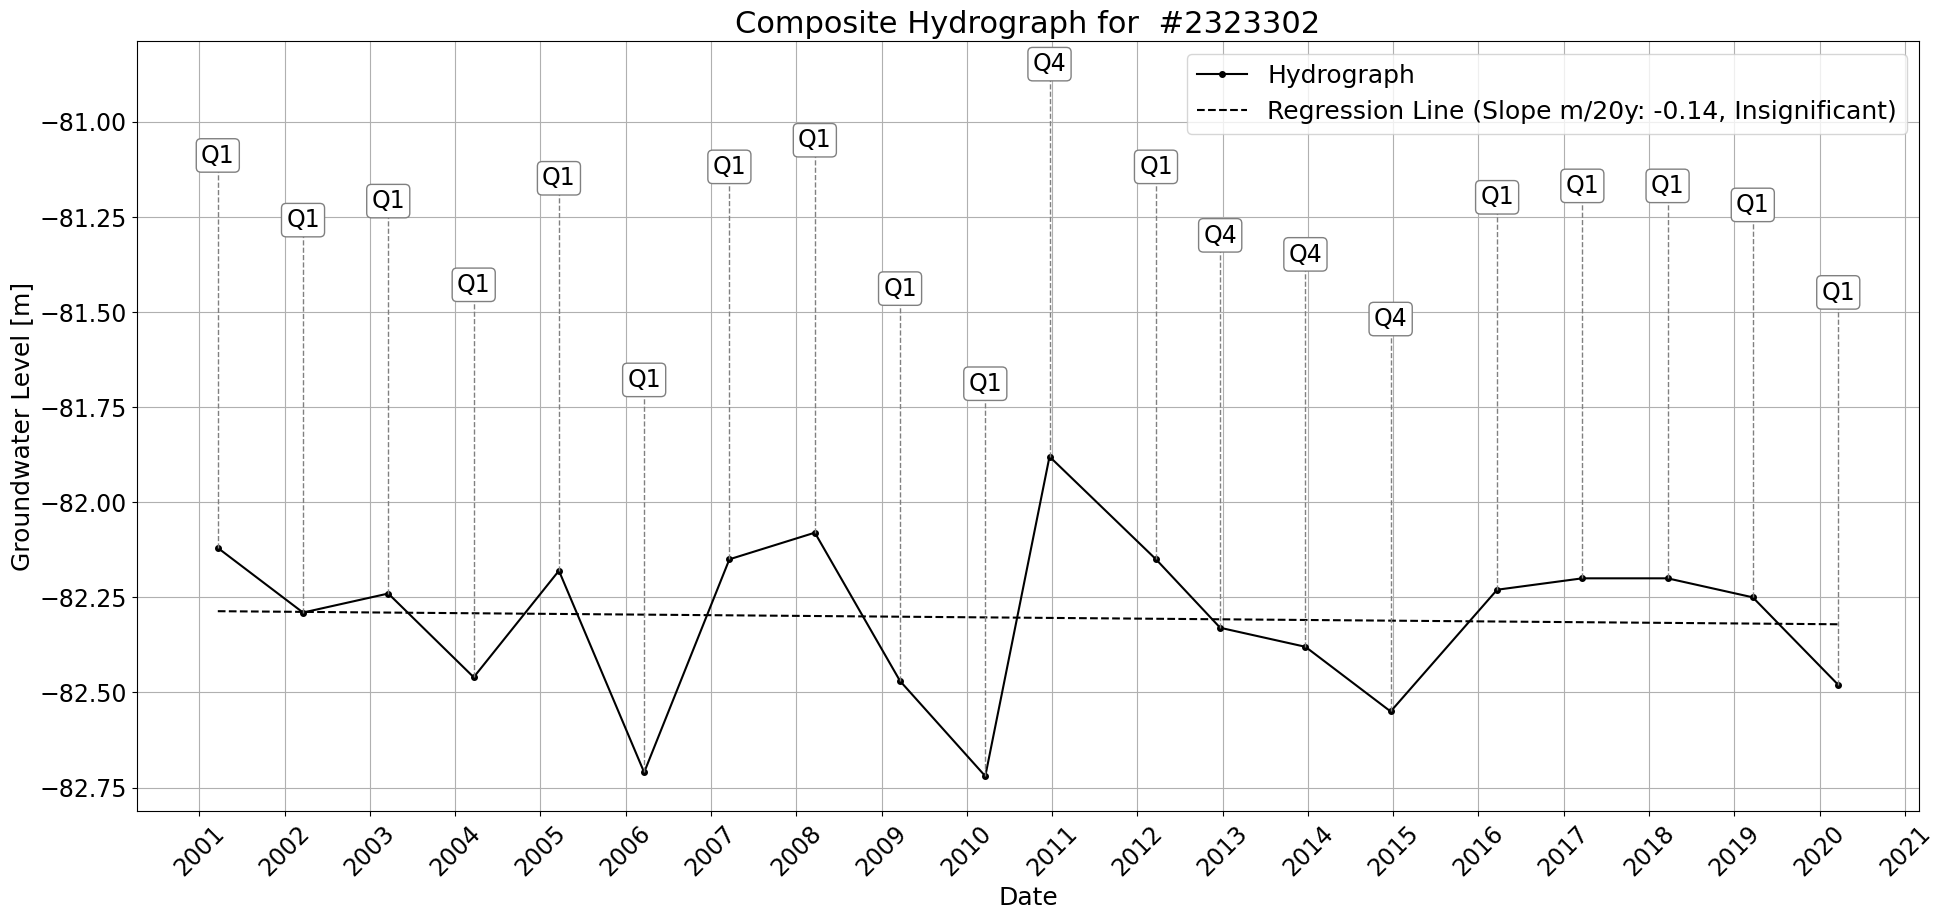 Composite Hydrograph for  #2323302
Hydrograph
Regression Line (Slope m/20y: -0.14, Insignificant)
Groundwater Level [m]
−81.00
−81.25
−81.50
−81.75
−82.00
−82.25
−82.50
−82.75
Q1
Q1
Q1
Q1
Q1
Q1
Q1
Q1
Q1
Q1
Q4
Q1
Q4
Q4
Q4
Q1
Q1
Q1
Q1
Q1
2001
2002
2003
2004
2005
2006
2007
2008
2009
2010
2011
2012
2013
2014
2015
2016
2017
2018
2019
2020
2021
Date